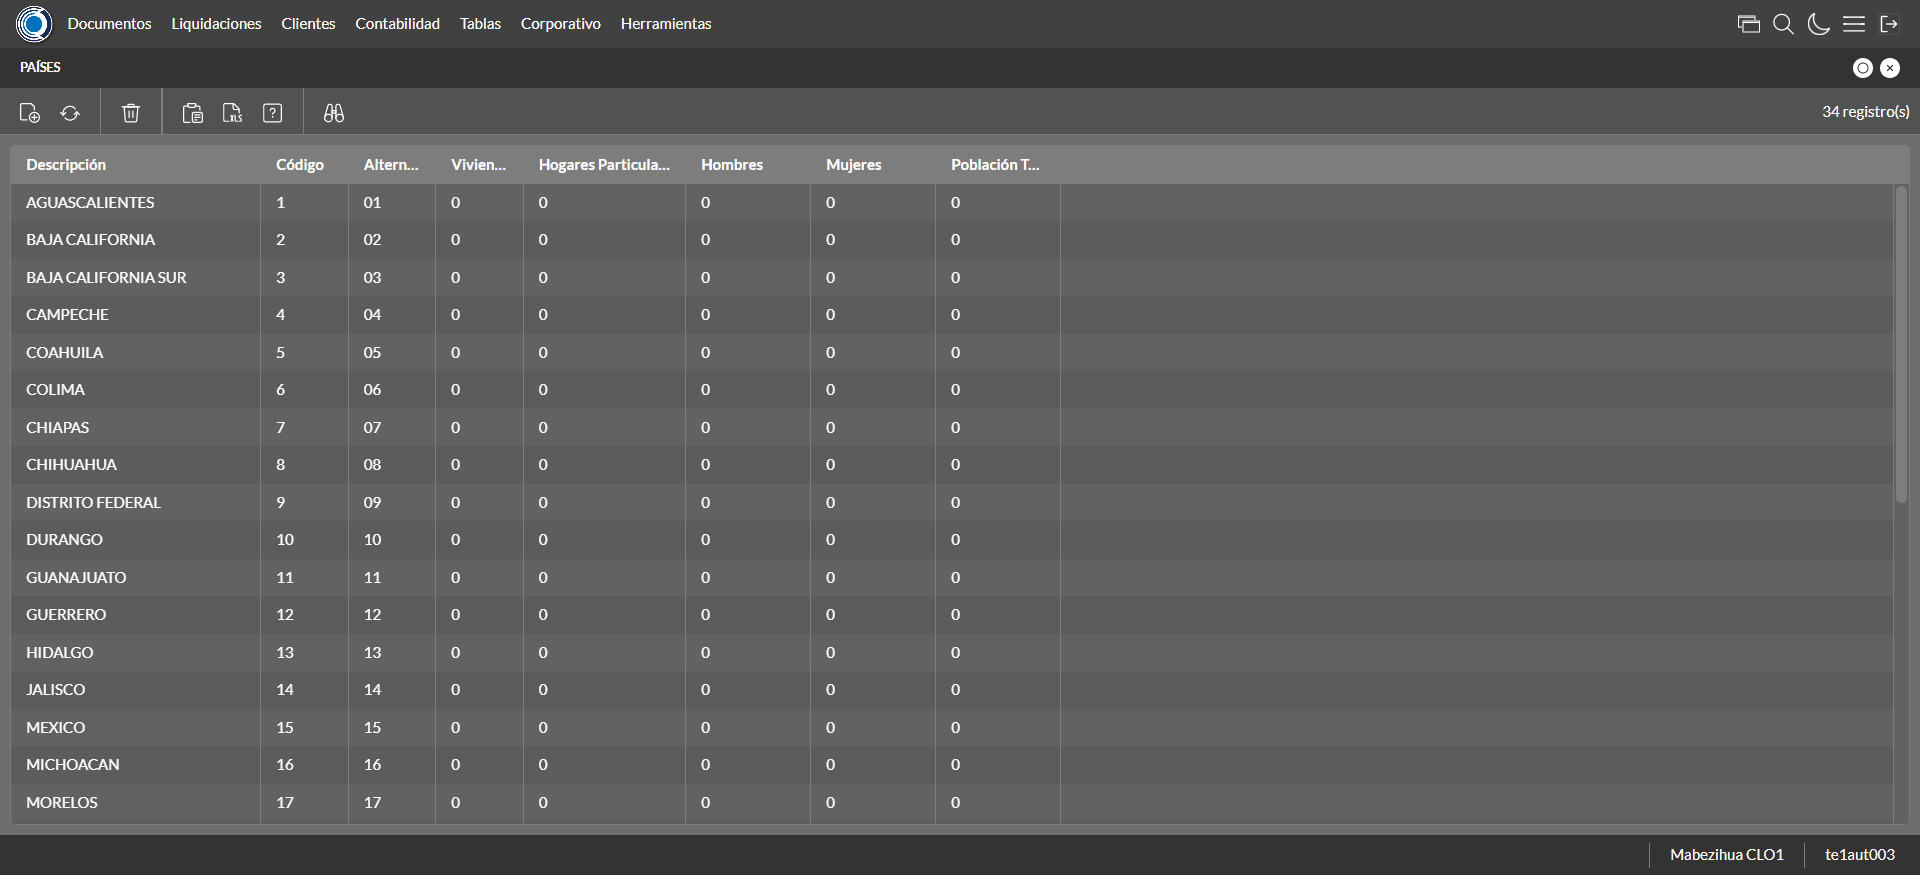 Documentos Liquidaciones Clientes Contabilidad Tablas Corporativo Herramientas
PAÍSES
34 registro(s)
Descripción Código Altern... Vivien... Hogares Particula... Hombres Mujeres Población T...
AGUASCALIENTES 1 01 0 0 0 0 0
BAJA CALIFORNIA 2 02 0 0 0 0 0
BAJA CALIFORNIA SUR 3 03 0 0 0 0 0
CAMPECHE 4 04 0 0 0 0 0
COAHUILA 5 05 0 0 0 0 0
COLIMA 6 06 0 0 0 0 0
CHIAPAS 7 07 0 0 0 0 0
CHIHUAHUA 8 08 0 0 0 0 0
DISTRITO FEDERAL 9 09 0 0 0 0 0
DURANGO 10 10 0 0 0 0 0
GUANAJUATO 11 11 0 0 0 0 0
GUERRERO 12 12 0 0 0 0 0
HIDALGO 13 13 0 0 0 0 0
JALISCO 14 14 0 0 0 0 0
MEXICO 15 15 0 0 0 0 0
MICHOACAN 16 16 0 0 0 0 0
MORELOS 17 17 0 0 0 0 0
Mabezihua CLO1 te1aut003